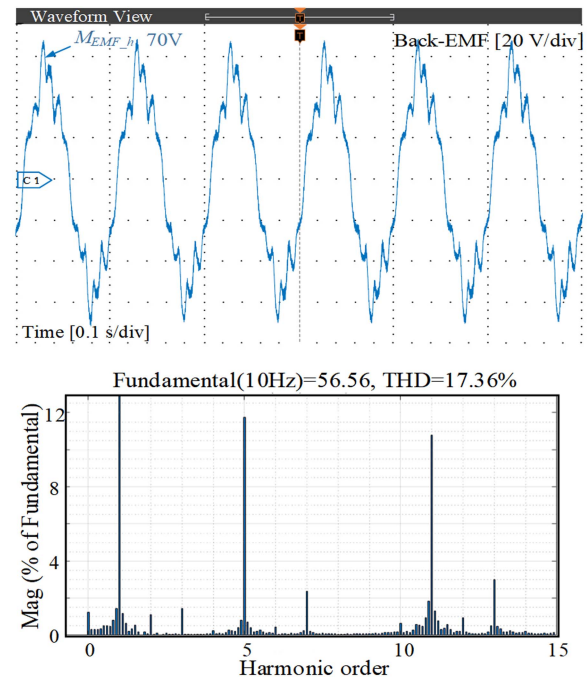 Waveform View
T
T
M_EMF_h 70V
Back-EMF [20 V/div]
C 1
Time [0.1 s/div]
Fundamental(10Hz)=56.56, THD=17.36%
Mag (% of Fundamental)
12
8
4
0
0 5 10 15
Harmonic order